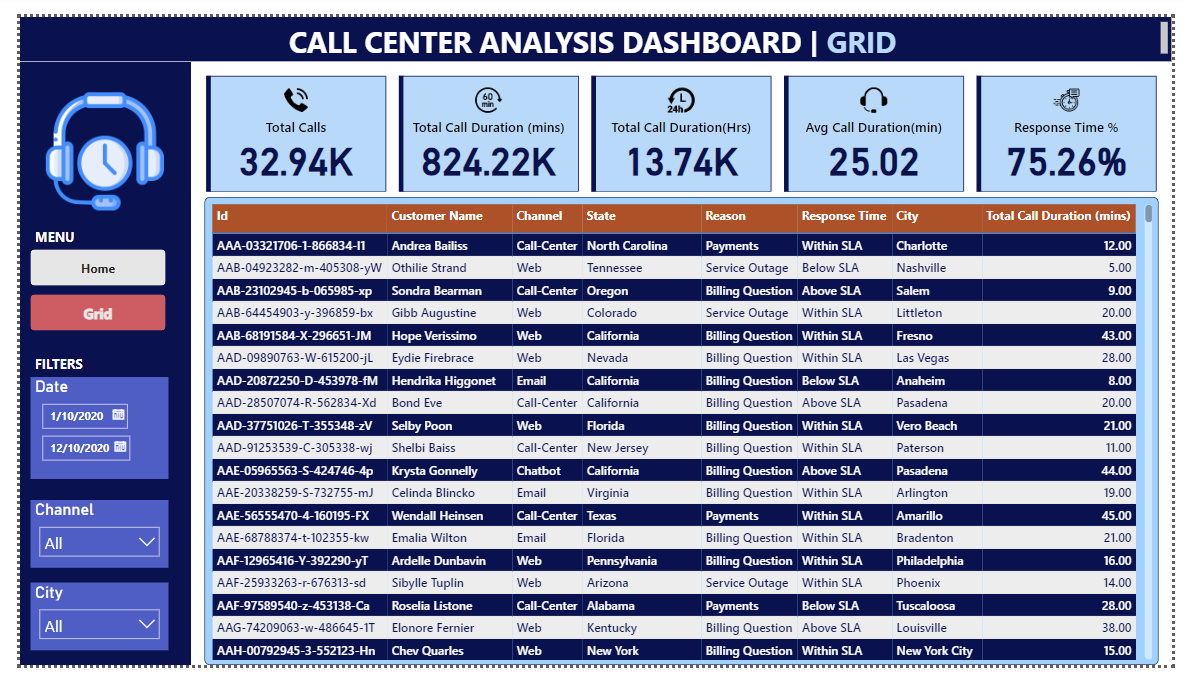 CALL CENTER ANALYSIS DASHBOARD | GRID
60 min
24h
Total Calls
32.94K
Total Call Duration (mins)
824.22K
Total Call Duration(Hrs)
13.74K
Avg Call Duration(min)
25.02
Response Time %
75.26%
MENU
Home
Grid
FILTERS
Date
1/10/2020
12/10/2020
Channel
All
City
All
Id Customer Name Channel State Reason Response Time City Total Call Duration (mins)
AAA-03321706-1-866834-I1 Andrea Bailiss Call-Center North Carolina Payments Within SLA Charlotte 12.00
AAB-04923282-m-405308-yW Othilie Strand Web Tennessee Service Outage Below SLA Nashville 5.00
AAB-23102945-b-065985-xp Sondra Bearman Call-Center Oregon Billing Question Above SLA Salem 9.00
AAB-64454903-y-396859-bx Gibb Augustine Web Colorado Service Outage Within SLA Littleton 20.00
AAB-68191584-X-296651-JM Hope Verissimo Web California Billing Question Within SLA Fresno 43.00
AAD-09890763-W-615200-jL Eydie Firebrace Web Nevada Billing Question Within SLA Las Vegas 28.00
AAD-20872250-D-453978-fM Hendrika Higgonet Email California Billing Question Below SLA Anaheim 8.00
AAD-28507074-R-562834-Xd Bond Eve Call-Center California Billing Question Above SLA Pasadena 20.00
AAD-37751026-T-355348-zV Selby Poon Web Florida Billing Question Within SLA Vero Beach 21.00
AAD-91253539-C-305338-wj Shelbi Baiss Call-Center New Jersey Billing Question Within SLA Paterson 11.00
AAE-05965563-S-424746-4p Krysta Gonnelly Chatbot California Billing Question Above SLA Pasadena 44.00
AAE-20338259-S-732755-mJ Celinda Blincko Email Virginia Billing Question Within SLA Arlington 19.00
AAE-56555470-4-160195-FX Wendall Heinsen Call-Center Texas Payments Within SLA Amarillo 45.00
AAE-68788374-t-102355-kw Emalia Wilton Email Florida Billing Question Within SLA Bradenton 21.00
AAF-12965416-Y-392290-yT Ardelle Dunbavin Web Pennsylvania Billing Question Within SLA Philadelphia 16.00
AAF-25933263-r-676313-sd Sibylle Tuplin Web Arizona Service Outage Within SLA Phoenix 14.00
AAF-97589540-z-453138-Ca Roselia Listone Call-Center Alabama Payments Below SLA Tuscaloosa 28.00
AAG-74209063-w-486645-1T Elonore Fernier Web Kentucky Billing Question Above SLA Louisville 38.00
AAH-00792945-3-552123-Hn Chev Quarles Web New York Billing Question Within SLA New York City 15.00